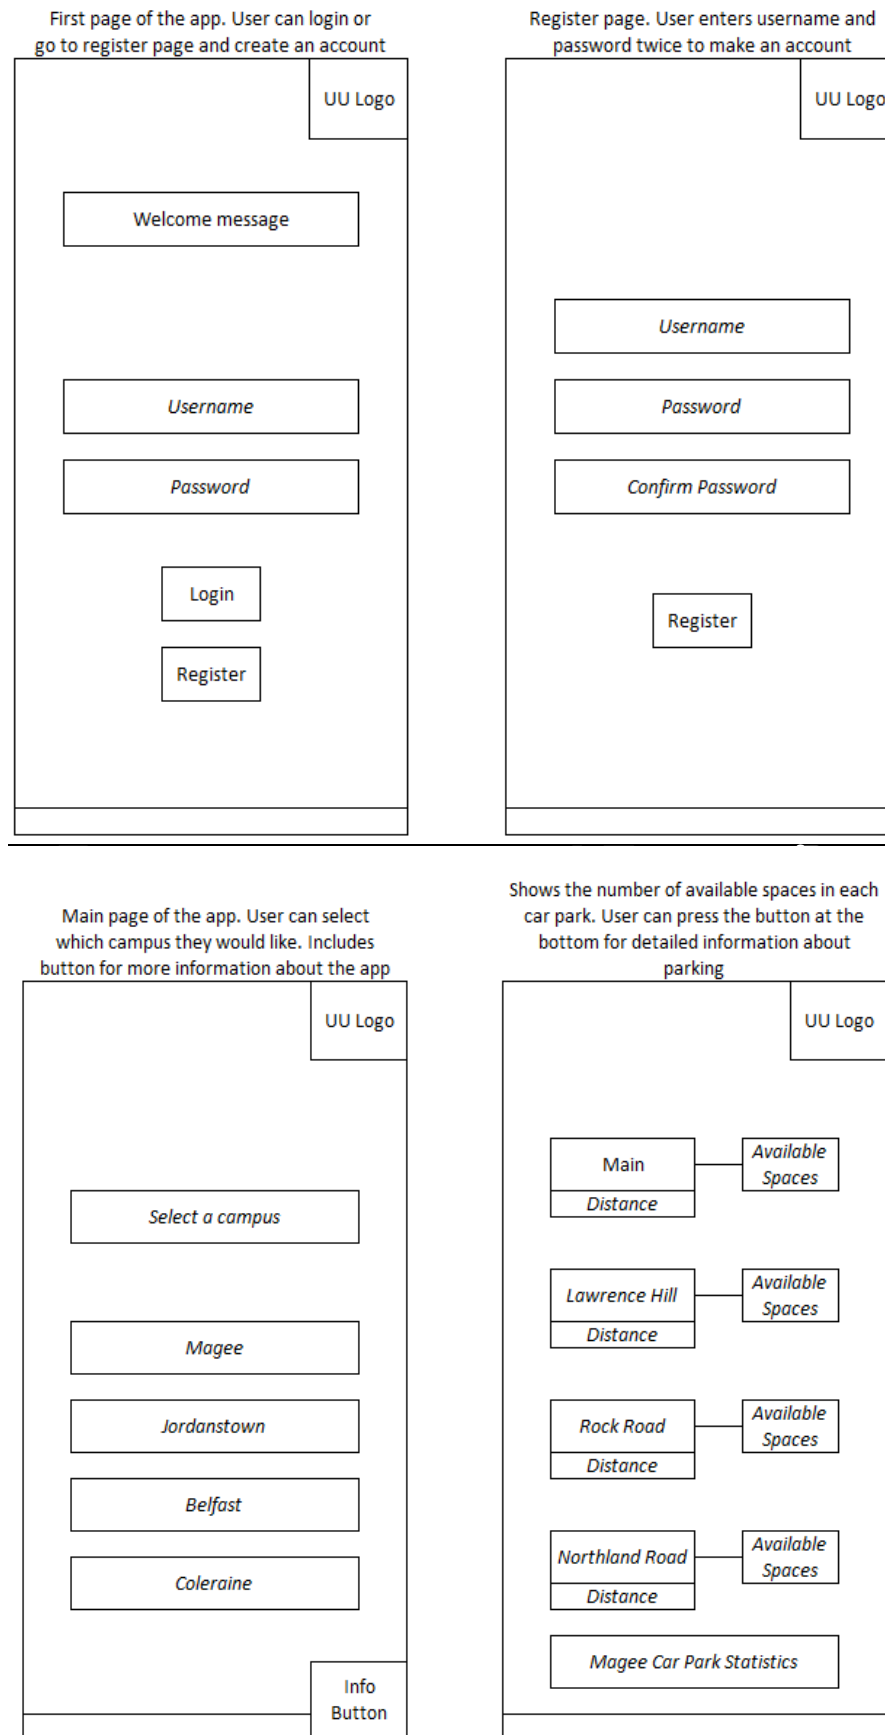 First page of the app. User can login or
go to register page and create an account
UU Logo
Welcome message
Username
Password
Login
Register
Register page. User enters username and
password twice to make an account
UU Logo
Username
Password
Confirm Password
Register
Main page of the app. User can select
which campus they would like. Includes
button for more information about the app
UU Logo
Select a campus
Magee
Jordanstown
Belfast
Coleraine
Info
Button
Shows the number of available spaces in each
car park. User can press the button at the
bottom for detailed information about
parking
UU Logo
Main
Distance
Available
Spaces
Lawrence Hill
Distance
Available
Spaces
Rock Road
Distance
Available
Spaces
Northland Road
Distance
Available
Spaces
Magee Car Park Statistics